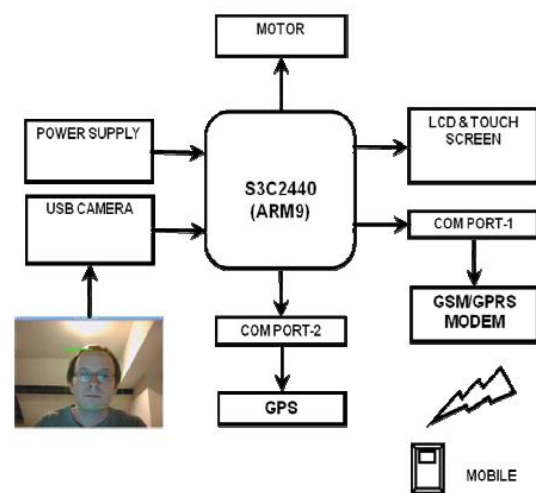 MOTOR
POWER SUPPLY
USB CAMERA
S3C2440
(ARM9)
LCD & TOUCH
SCREEN
COM PORT-1
GSM/GPRS
MODEM
COM PORT-2
GPS
MOBILE